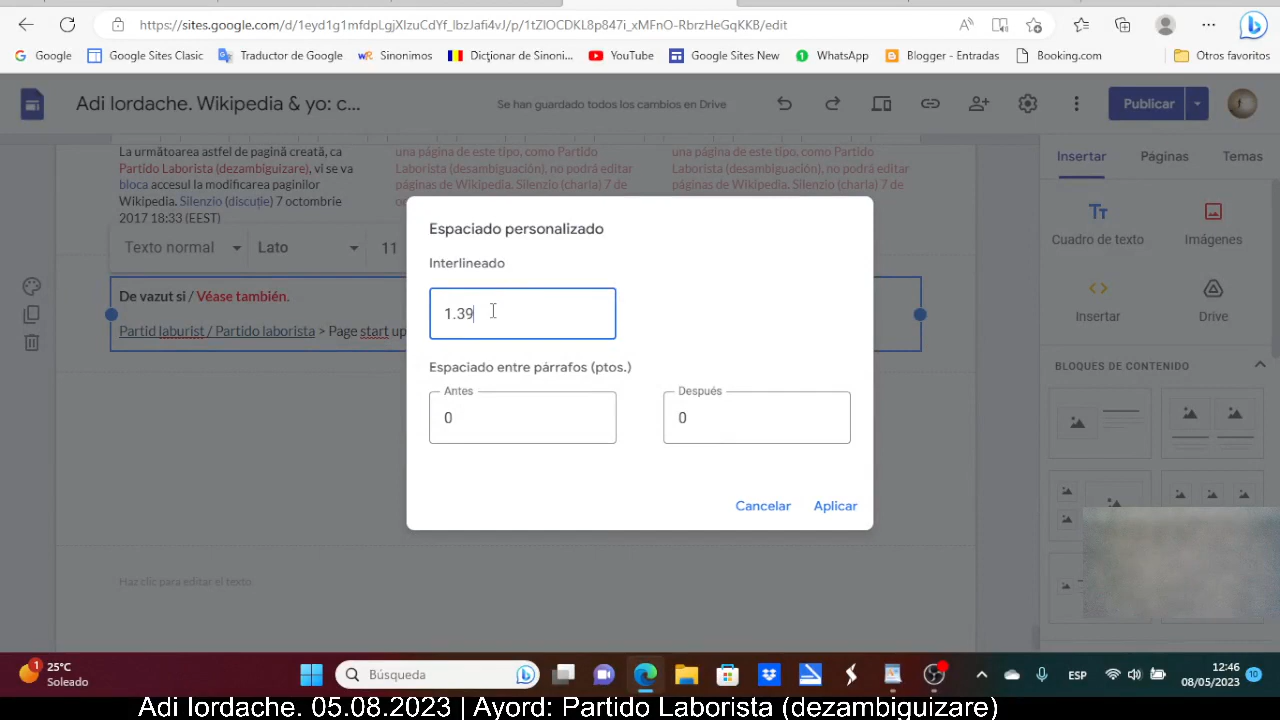 https://sites.google.com/d/1eyd1g1mfdpLgjXIzuCdYf_lbzJafi4vJ/p/1tZIOCDKL8p847i_xMFnO-RbrzHeGqKKB/edit
Google Google Sites Clasic Traductor de Google Sinonimos Dicționar de Sinoni... YouTube Google Sites New WhatsApp Blogger - Entradas Booking.com Otros favoritos
Adi Iordache. Wikipedia & yo: c... Se han guardado todos los cambios en Drive Publicar
La următoarea astfel de pagină creată, ca
Partido Laborista (dezambiguizare), vi se va
bloca accesul la modificarea paginilor
Wikipedia. Silenzio (discuție) 7 octombrie
2017 18:33 (EEST)
una página de este tipo, como Partido
Laborista (desambiguación), no podrá editar
páginas de Wikipedia. Silenzio (charla) 7 de
una página de este tipo, como Partido
Laborista (desambiguación), no podrá editar
páginas de Wikipedia. Silenzio (charla) 7 de
Texto normal Lato 11
De vazut si / Véase también.
Partid laburist / Partido laborista > Page start up
Espaciado personalizado
Interlineado
1.39
Espaciado entre párrafos (ptos.)
Antes Después
0 0
Cancelar Aplicar
Haz clic para editar el texto.
Insertar Páginas Temas
Cuadro de texto Imágenes
Insertar Drive
BLOQUES DE CONTENIDO
1 25°C
Soleado
Búsqueda
ESP
12:46
08/05/2023 10
Adi Iordache. 05.08.2023 | Ayord: Partido Laborista (dezambiguizare)